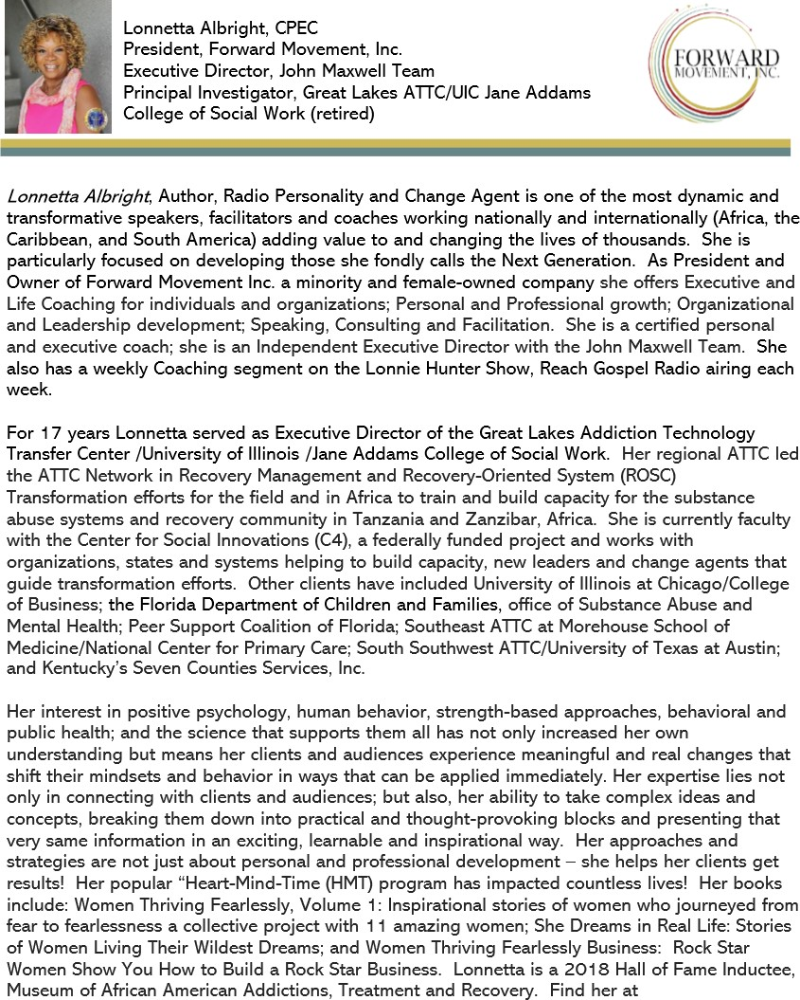 Lonnetta Albright, CPEC
President, Forward Movement, Inc.
Executive Director, John Maxwell Team
Principal Investigator, Great Lakes ATTC/UIC Jane Addams
College of Social Work (retired)
FORWARD
MOVEMENT, INC.
Lonnetta Albright, Author, Radio Personality and Change Agent is one of the most dynamic and
transformative speakers, facilitators and coaches working nationally and internationally (Africa, the
Caribbean, and South America) adding value to and changing the lives of thousands.  She is
particularly focused on developing those she fondly calls the Next Generation.  As President and
Owner of Forward Movement Inc. a minority and female-owned company she offers Executive and
Life Coaching for individuals and organizations; Personal and Professional growth; Organizational
and Leadership development; Speaking, Consulting and Facilitation.  She is a certified personal
and executive coach; she is an Independent Executive Director with the John Maxwell Team.  She
also has a weekly Coaching segment on the Lonnie Hunter Show, Reach Gospel Radio airing each
week.
For 17 years Lonnetta served as Executive Director of the Great Lakes Addiction Technology
Transfer Center /University of Illinois /Jane Addams College of Social Work.  Her regional ATTC led
the ATTC Network in Recovery Management and Recovery-Oriented System (ROSC)
Transformation efforts for the field and in Africa to train and build capacity for the substance
abuse systems and recovery community in Tanzania and Zanzibar, Africa.  She is currently faculty
with the Center for Social Innovations (C4), a federally funded project and works with
organizations, states and systems helping to build capacity, new leaders and change agents that
guide transformation efforts.  Other clients have included University of Illinois at Chicago/College
of Business; the Florida Department of Children and Families, office of Substance Abuse and
Mental Health; Peer Support Coalition of Florida; Southeast ATTC at Morehouse School of
Medicine/National Center for Primary Care; South Southwest ATTC/University of Texas at Austin;
and Kentucky's Seven Counties Services, Inc.
Her interest in positive psychology, human behavior, strength-based approaches, behavioral and
public health; and the science that supports them all has not only increased her own
understanding but means her clients and audiences experience meaningful and real changes that
shift their mindsets and behavior in ways that can be applied immediately. Her expertise lies not
only in connecting with clients and audiences; but also, her ability to take complex ideas and
concepts, breaking them down into practical and thought-provoking blocks and presenting that
very same information in an exciting, learnable and inspirational way.  Her approaches and
strategies are not just about personal and professional development – she helps her clients get
results!  Her popular “Heart-Mind-Time (HMT) program has impacted countless lives!  Her books
include: Women Thriving Fearlessly, Volume 1: Inspirational stories of women who journeyed from
fear to fearlessness a collective project with 11 amazing women; She Dreams in Real Life: Stories
of Women Living Their Wildest Dreams; and Women Thriving Fearlessly Business:  Rock Star
Women Show You How to Build a Rock Star Business.  Lonnetta is a 2018 Hall of Fame Inductee,
Museum of African American Addictions, Treatment and Recovery.  Find her at